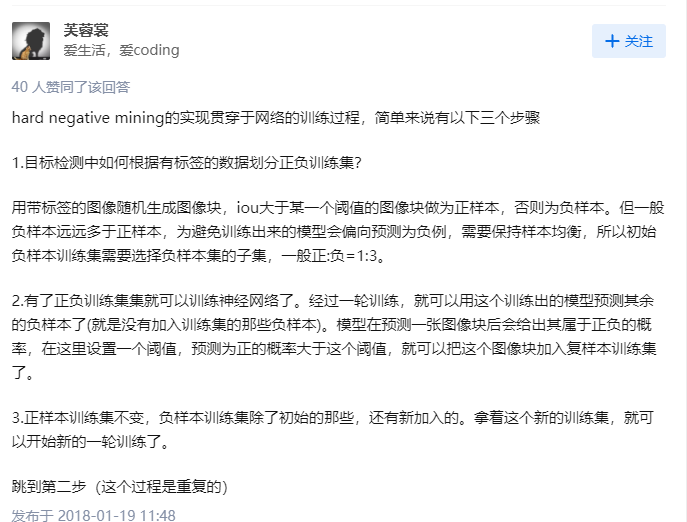 芙蓉裳
爱生活，爱coding
关注
40 人赞同了该回答
hard negative mining的实现贯穿于网络的训练过程，简单来说有以下三个步骤
1.目标检测中如何根据有标签的数据划分正负训练集？
用带标签的图像随机生成图像块，iou大于某一个阈值的图像块做为正样本，否则为负样本。但一般
负样本远远多于正样本，为避免训练出来的模型会偏向预测为负例，需要保持样本均衡，所以初始
负样本训练集需要选择负样本集的子集，一般正:负=1:3。
2.有了正负训练集集就可以训练神经网络了。经过一轮训练，就可以用这个训练出的模型预测其余
的负样本了(就是没有加入训练集的那些负样本)。模型在预测一张图像块后会给出其属于正负的概
率，在这里设置一个阈值，预测为正的概率大于这个阈值，就可以把这个图像块加入复样本训练集
了。
3.正样本训练集不变，负样本训练集除了初始的那些，还有新加入的。拿着这个新的训练集，就可
以开始新的一轮训练了。
跳到第二步（这个过程是重复的）
发布于 2018-01-19 11:48